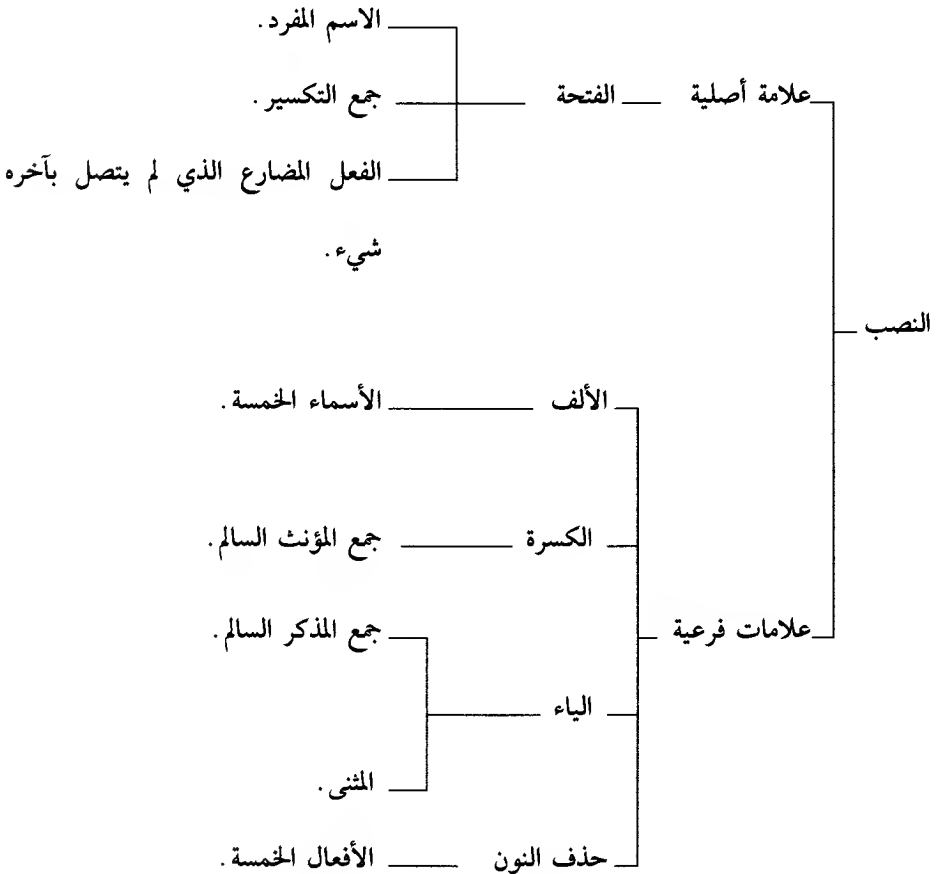 الاسم المفرد.
علامة أصلية الفتحة جمع التكسير.
الفعل المضارع الذي لم يتصل بآخره
شيء.
النصب
الألف الأسماء الخمسة.
الكسرة جمع المؤنث السالم.
علامات فرعية جمع المذكر السالم.
الياء
المثنى.
حذف النون الأفعال الخمسة.